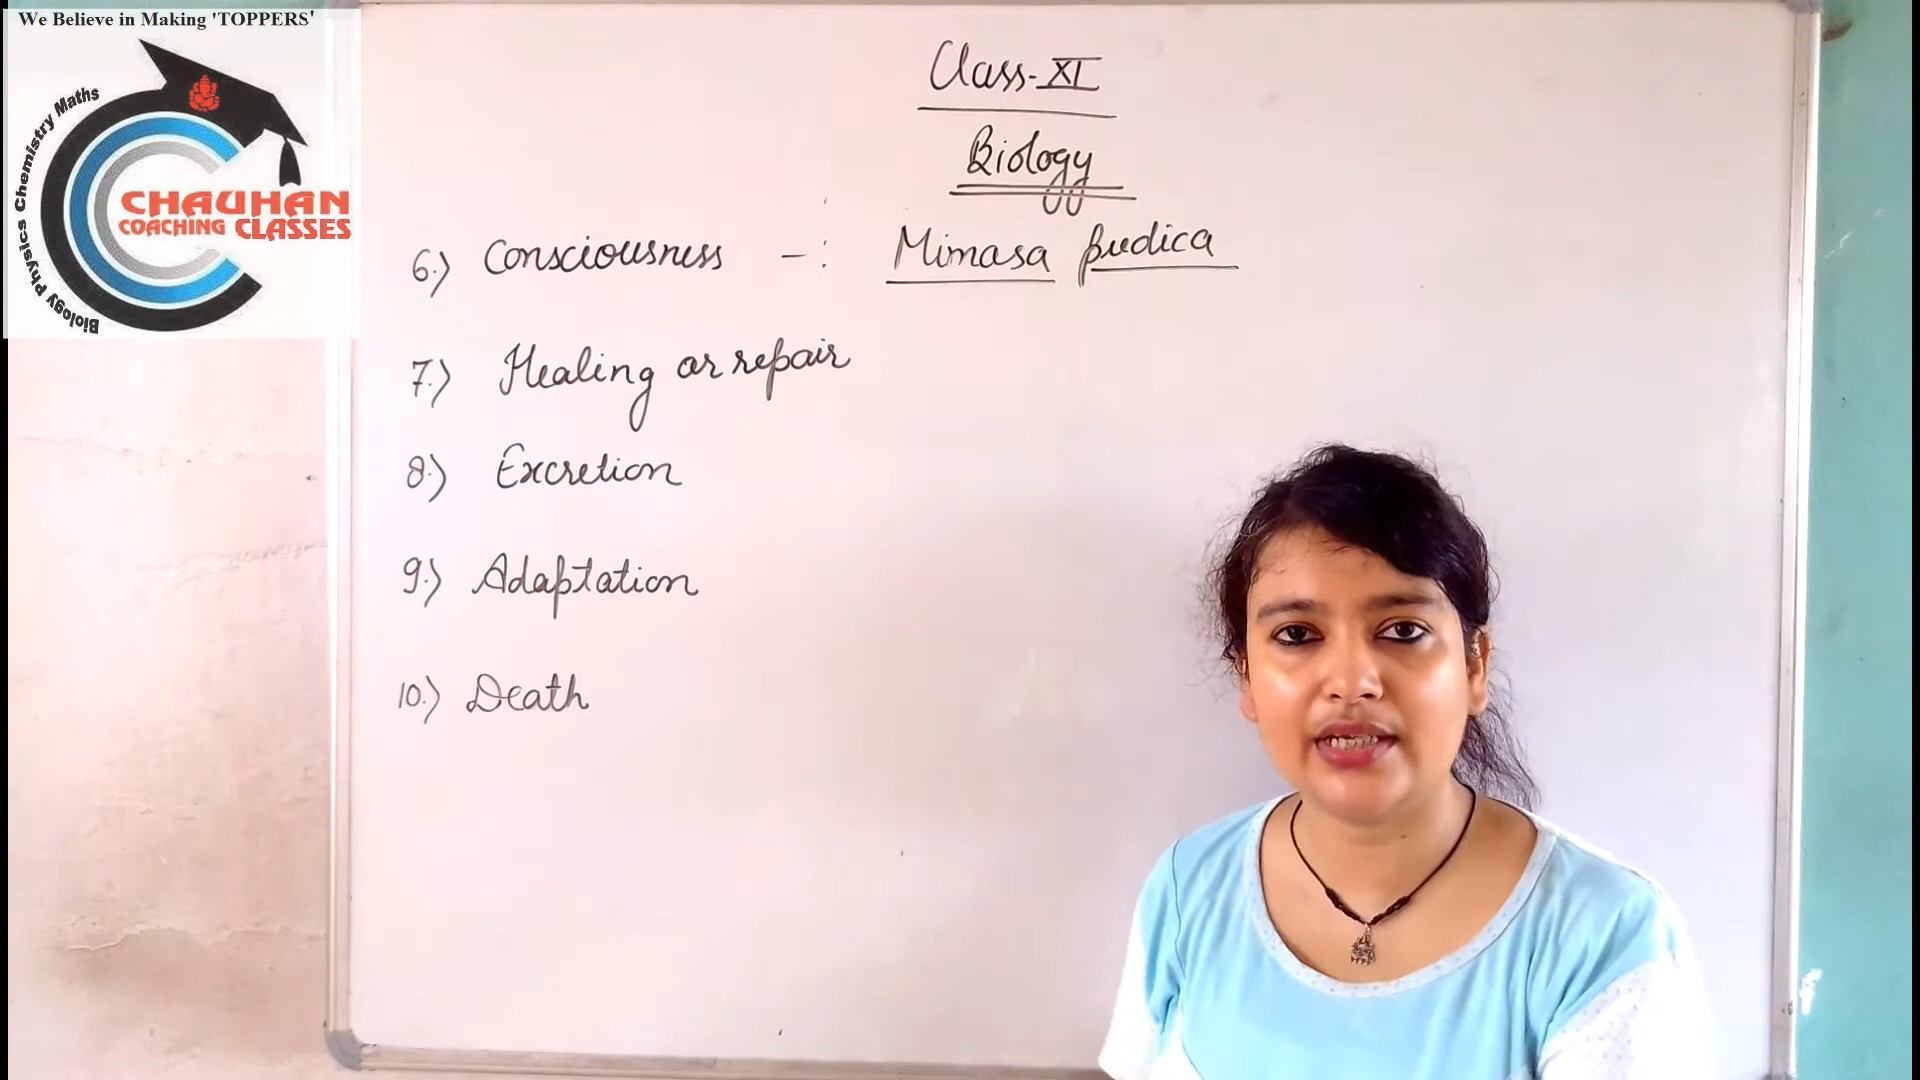 We Believe in Making 'TOPPERS'
Biology Physics Chemistry Maths
CHAUHAN
COACHING CLASSES
Class-XI
Biology
6.) Consciousness -: Mimasa pudica
7.) Healing or repair
8.) Excretion
9.) Adaptation
10.) Death